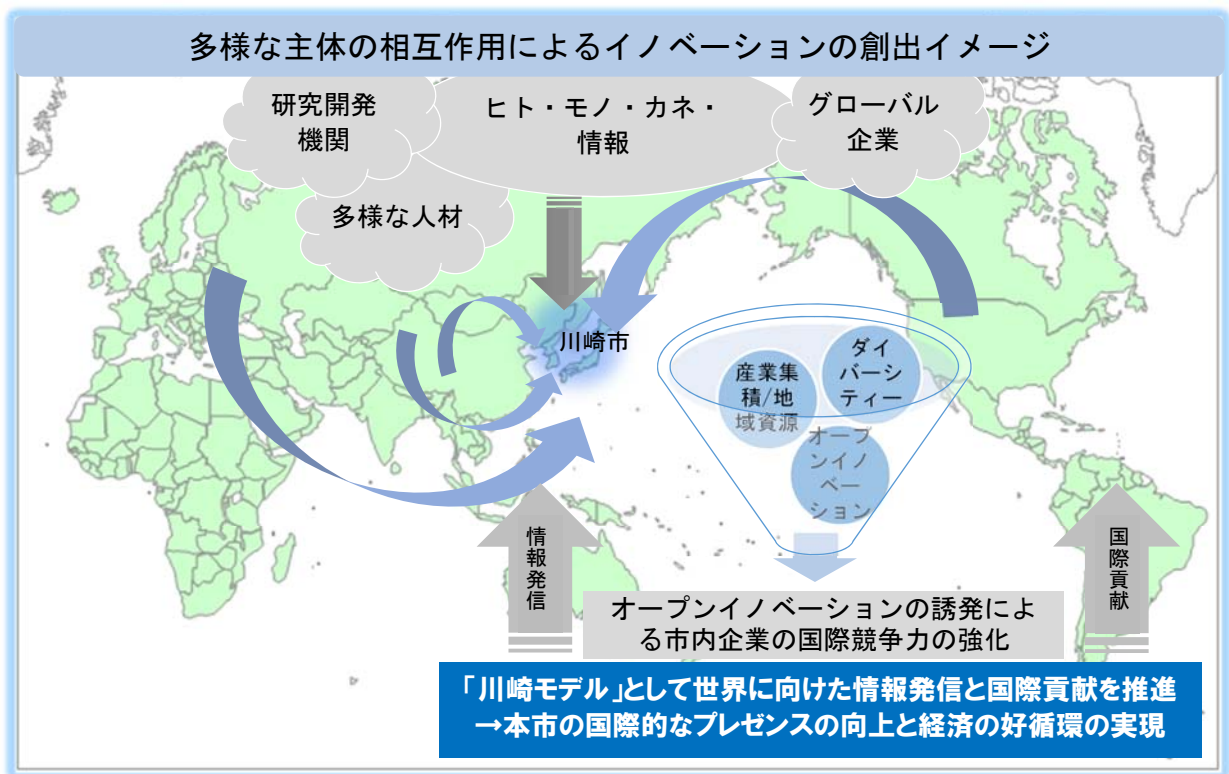 多様な主体の相互作用によるイノベーションの創出イメージ
研究開発
機関
ヒト・モノ・カネ・
情報
グローバル
企業
多様な人材
川崎市
ダイ
バーシ
ティー
産業集
積/地
域資源
オープ
ンイノ
ベー
ション
情報発信
国際貢献
オープンイノベーションの誘発によ
る市内企業の国際競争力の強化
「川崎モデル」として世界に向けた情報発信と国際貢献を推進
→本市の国際的なプレゼンスの向上と経済の好循環の実現